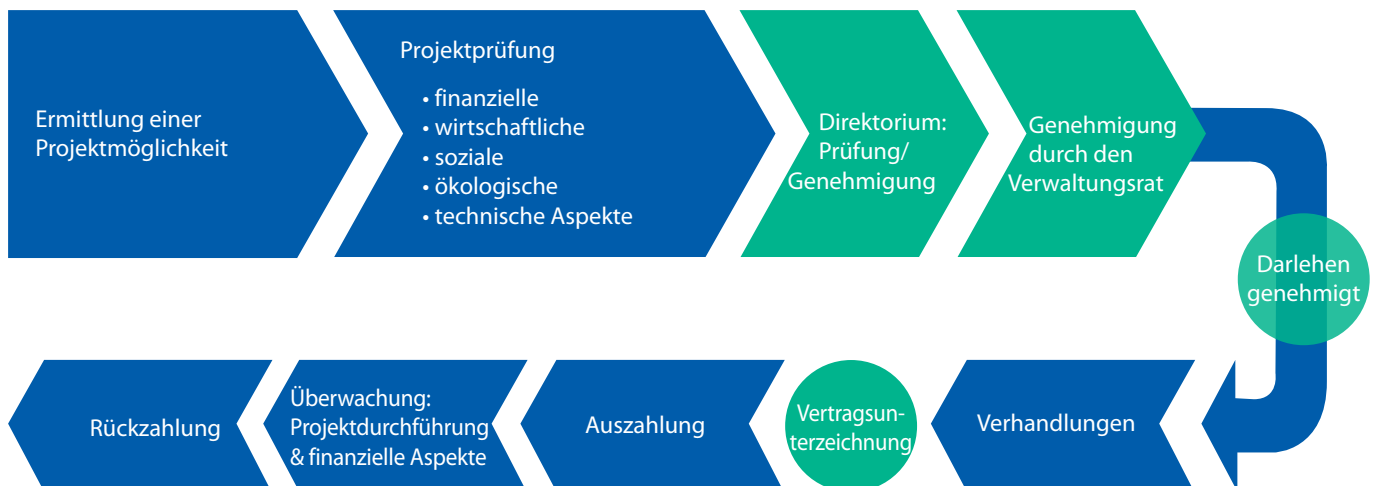 Ermittlung einer
Projektmöglichkeit
Projektprüfung
• finanzielle
• wirtschaftliche
• soziale
• ökologische
• technische Aspekte
Direktorium:
Prüfung/
Genehmigung
Genehmigung
durch den
Verwaltungsrat
Darlehen
genehmigt
Verhandlungen
Vertragsun-
terzeichnung
Auszahlung
Überwachung:
Projektdurchführung
& finanzielle Aspekte
Rückzahlung